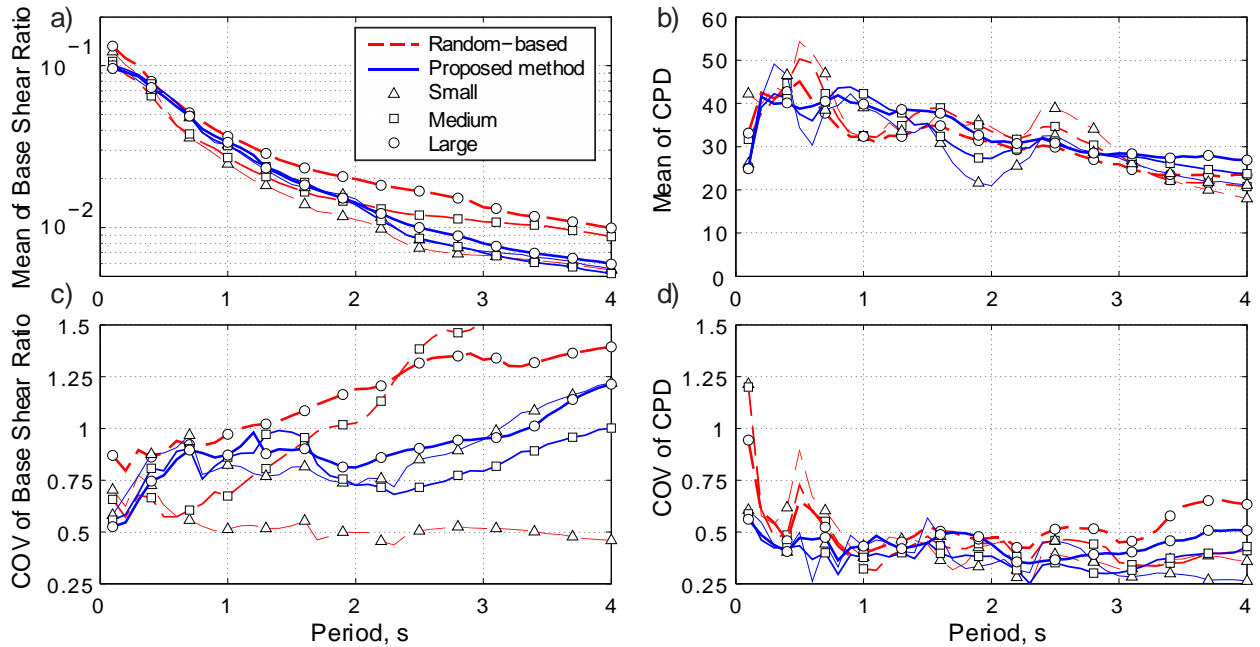 a)
Mean of Base Shear Ratio
10
−1
10
−2
0
1
2
3
4
Random−based
Proposed method
Small
Medium
Large
b)
Mean of CPD
60
50
40
30
20
10
0
0
1
2
3
4
c)
COV of Base Shear Ratio
1.5
1.25
1
0.75
0.5
0.25
0
1
2
3
4
Period, s
d)
COV of CPD
1.5
1.25
1
0.75
0.5
0.25
0
1
2
3
4
Period, s